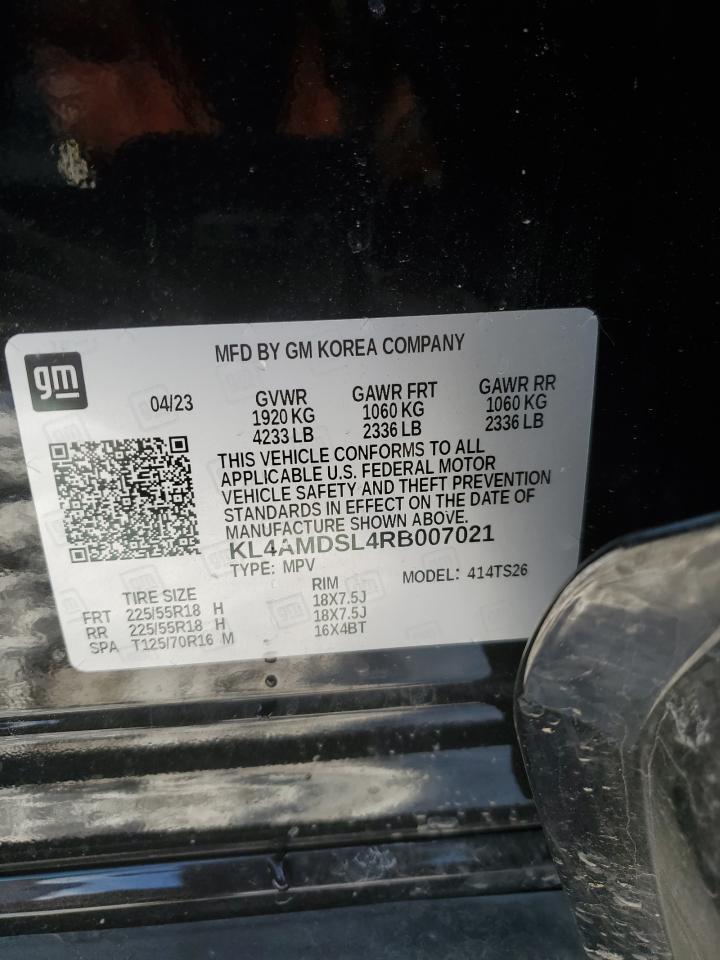 MFD BY GM KOREA COMPANY
gm
04/23
GVWR
1920 KG
4233 LB
GAWR FRT
1060 KG
2336 LB
GAWR RR
1060 KG
2336 LB
THIS VEHICLE CONFORMS TO ALL
APPLICABLE U.S. FEDERAL MOTOR
VEHICLE SAFETY AND THEFT PREVENTION
STANDARDS IN EFFECT ON THE DATE OF
MANUFACTURE SHOWN ABOVE.
KL4AMDSL4RB007021
TYPE: MPV
MODEL: 414TS26
TIRE SIZE
RIM
FRT 225/55R18 H 18X7.5J
RR 225/55R18 H 18X7.5J
SPA T125/70R16 M 16X4BT